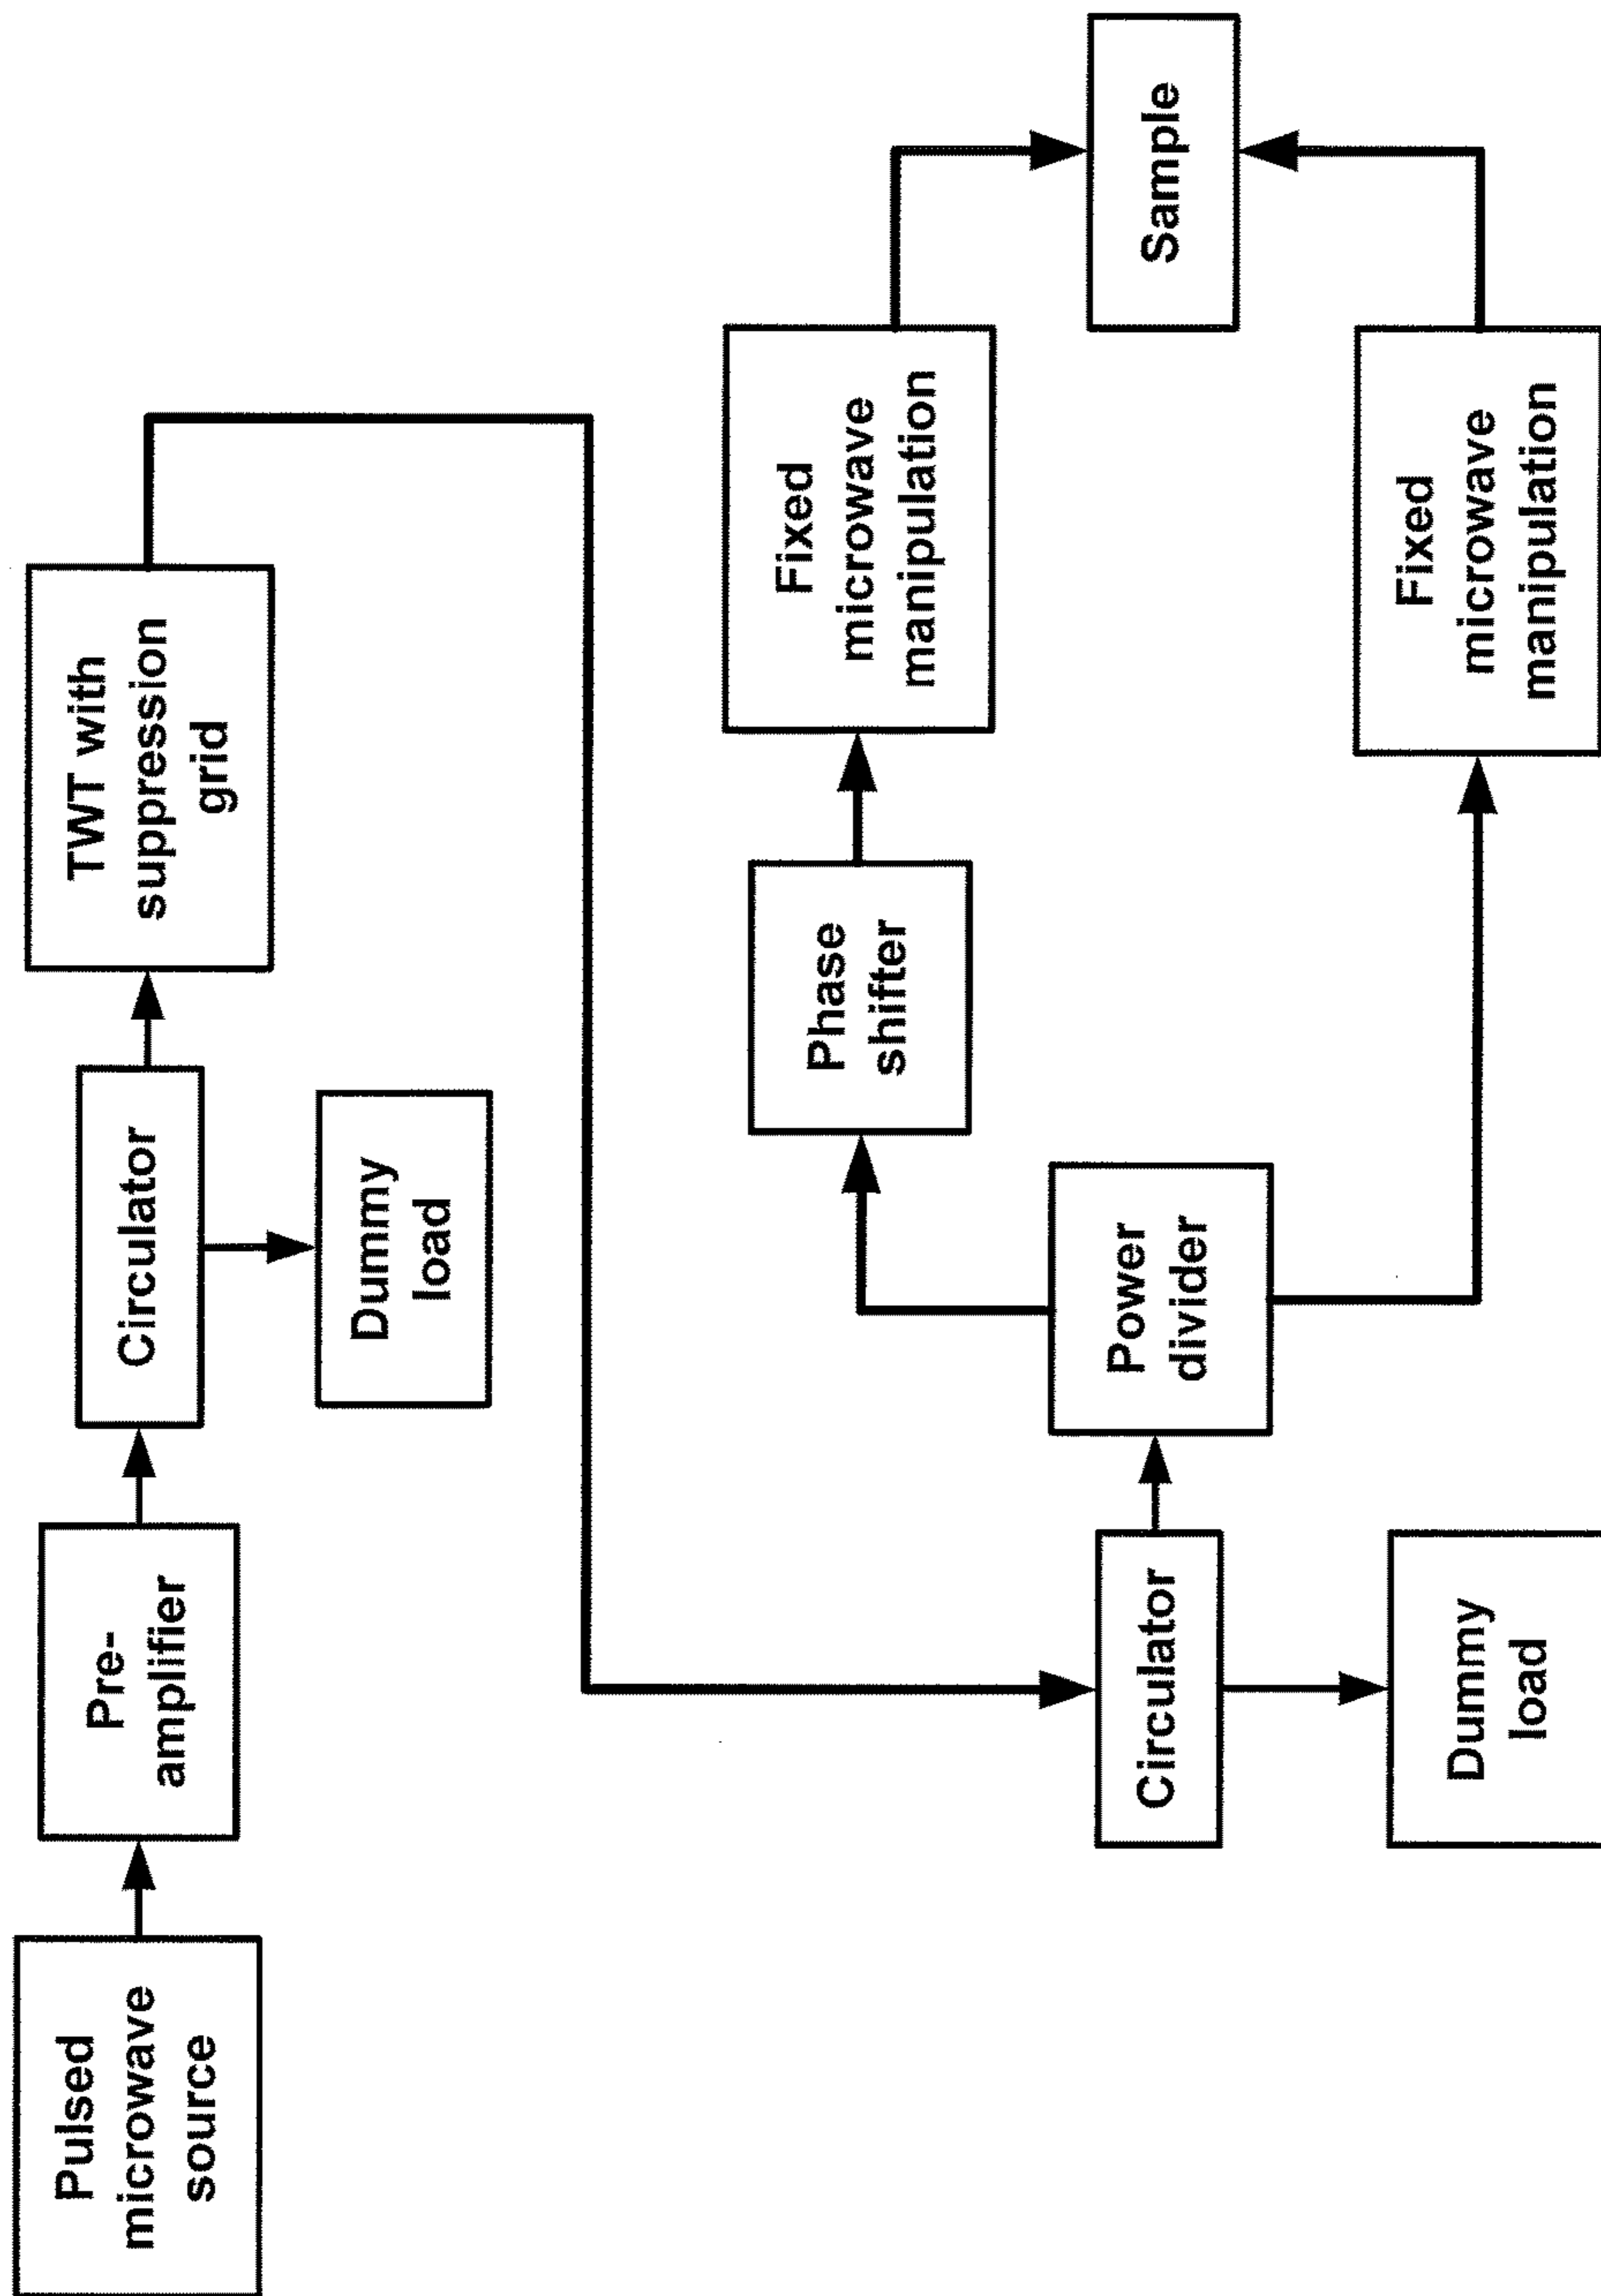 Pulsed
microwave
source
Pre-
amplifier
Circulator
Dummy
load
TWT with
suppression
grid
Circulator
Dummy
load
Power
divider
Phase
shifter
Fixed
microwave
manipulation
Fixed
microwave
manipulation
Sample